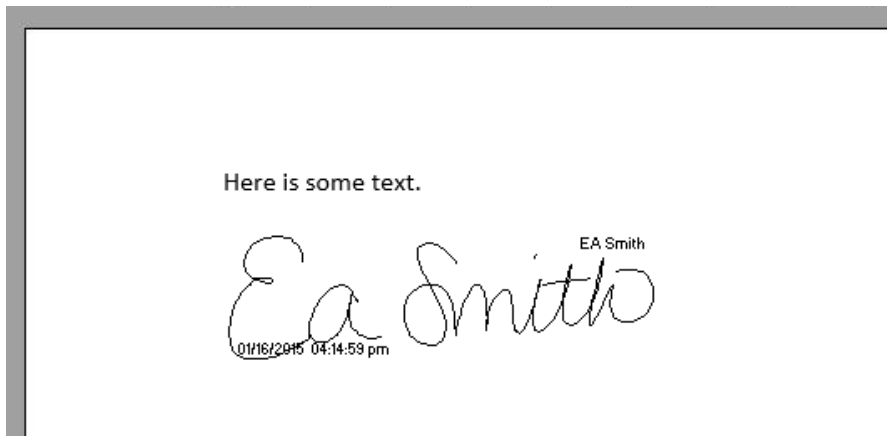 Here is some text.
EA Smith
Ea Smith
01/16/2015 04:14:59 pm